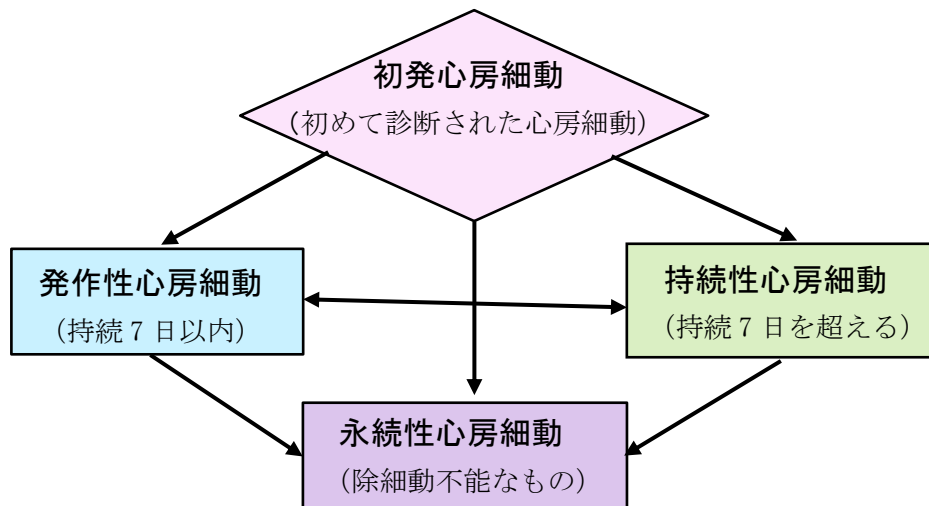 初発心房細動
（初めて診断された心房細動）
発作性心房細動
（持続７日以内）
持続性心房細動
（持続７日を超える）
永続性心房細動
（除細動不能なもの）